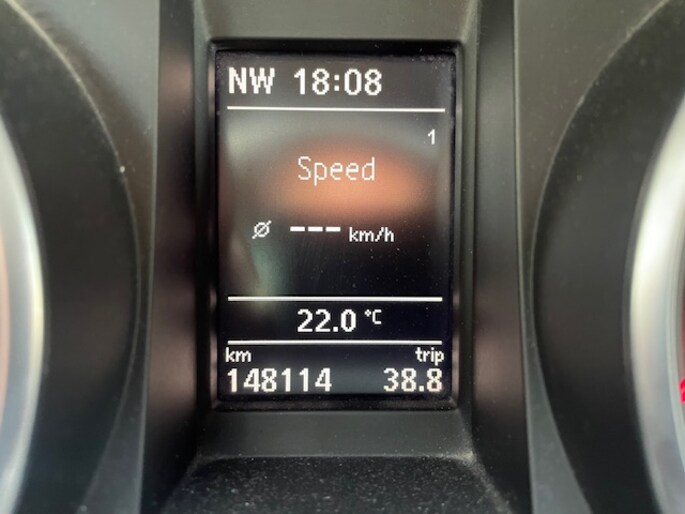 NW 18:08
1
Speed
Ø --- km/h
22.0 °C
km trip
148114 38.8